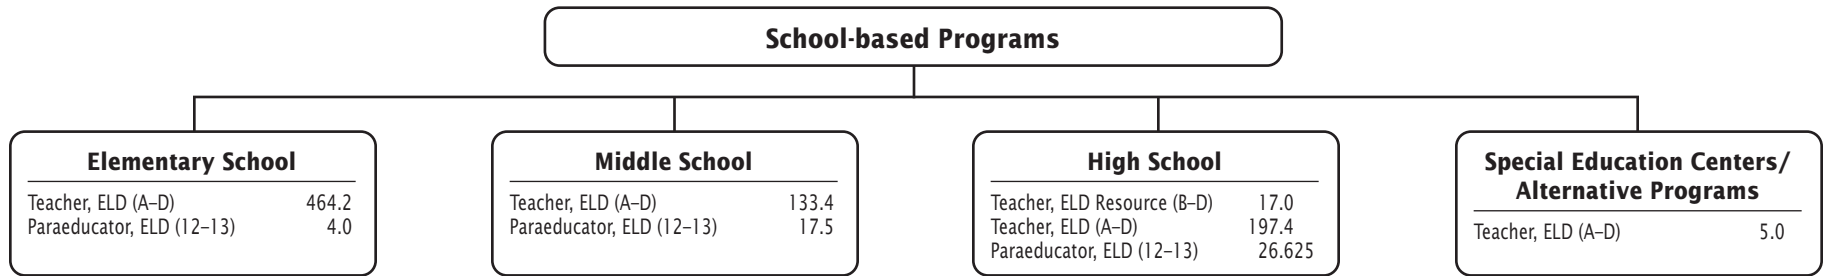 School-based Programs
Elementary School
Teacher, ELD (A–D) 464.2
Paraeducator, ELD (12–13) 4.0
Middle School
Teacher, ELD (A–D) 133.4
Paraeducator, ELD (12–13) 17.5
High School
Teacher, ELD Resource (B–D) 17.0
Teacher, ELD (A–D) 197.4
Paraeducator, ELD (12–13) 26.625
Special Education Centers/
Alternative Programs
Teacher, ELD (A–D) 5.0